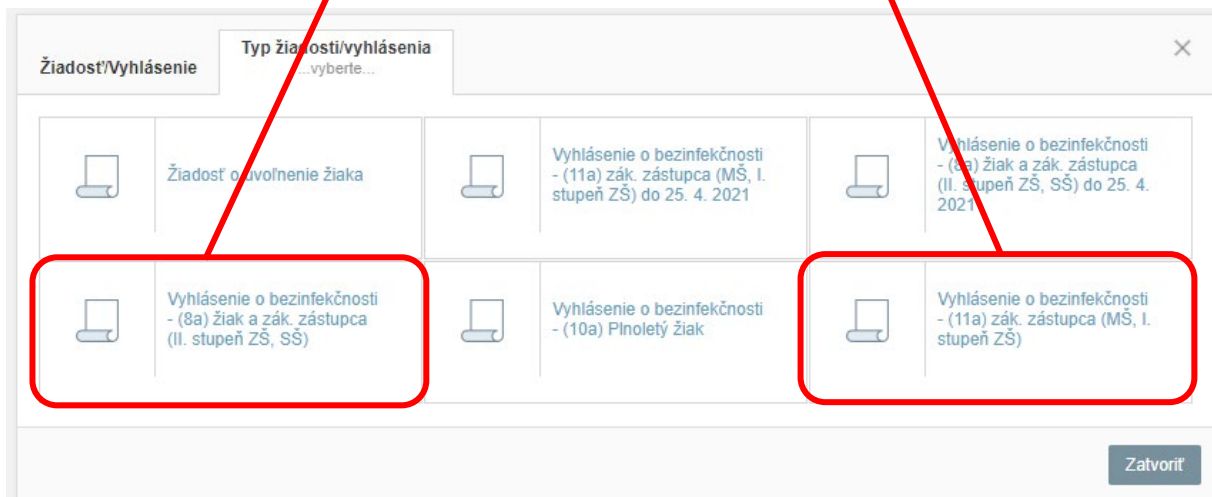 Žiadosť/Vyhlásenie
Typ žiadosti/vyhlásenia
...vyberte...
Žiadosť o uvoľnenie žiaka
Vyhlásenie o bezinfekčnosti
- (11a) zák. zástupca (MŠ, I.
stupeň ZŠ) do 25. 4. 2021
Vyhlásenie o bezinfekčnosti
- (8a) žiak a zák. zástupca
(II. stupeň ZŠ, SŠ) do 25. 4.
2021
Vyhlásenie o bezinfekčnosti
- (8a) žiak a zák. zástupca
(II. stupeň ZŠ, SŠ)
Vyhlásenie o bezinfekčnosti
- (10a) Plnoletý žiak
Vyhlásenie o bezinfekčnosti
- (11a) zák. zástupca (MŠ, I.
stupeň ZŠ)
Zatvoriť